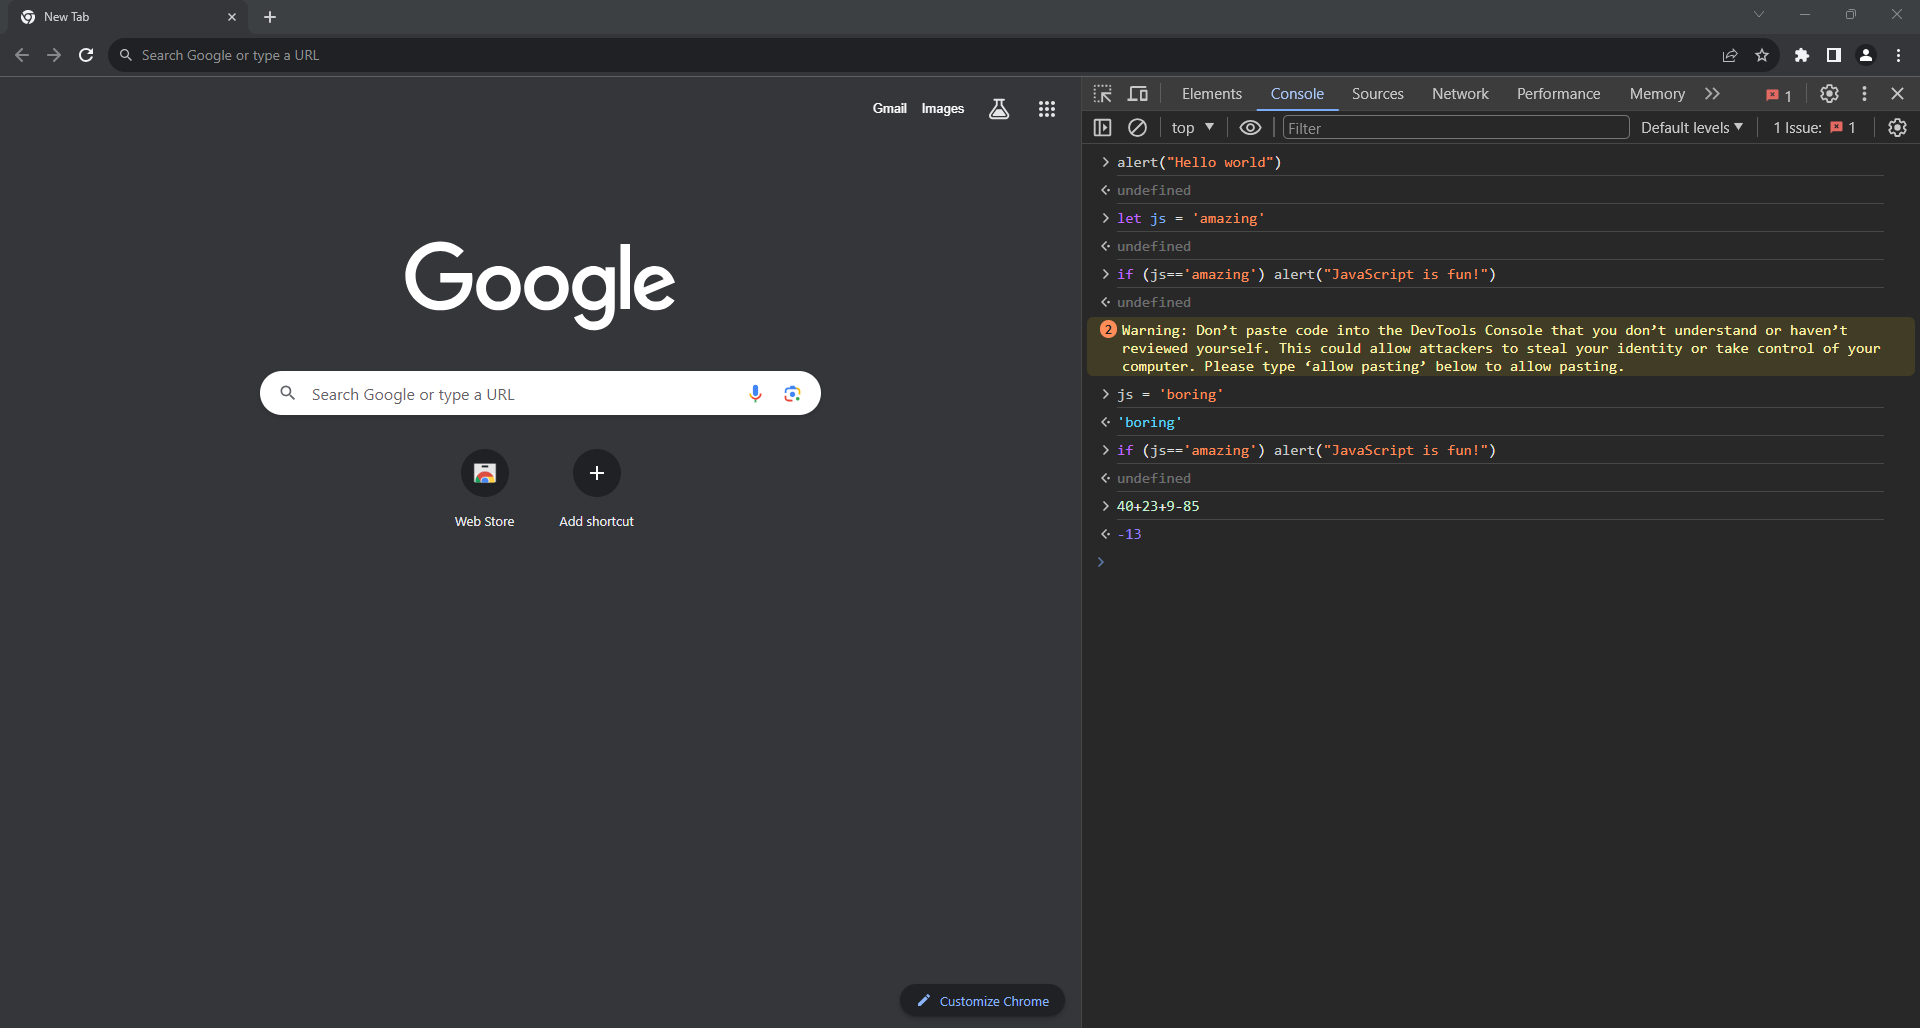 New Tab
Search Google or type a URL
Gmail Images
Google
Search Google or type a URL
Web Store
Add shortcut
Customize Chrome
Elements Console Sources Network Performance Memory 1
top Filter Default levels 1 Issue: 1
alert("Hello world")
undefined
let js = 'amazing'
undefined
if (js=='amazing') alert("JavaScript is fun!")
undefined
2 Warning: Don’t paste code into the DevTools Console that you don’t understand or haven’t
reviewed yourself. This could allow attackers to steal your identity or take control of your
computer. Please type ‘allow pasting’ below to allow pasting.
js = 'boring'
'boring'
if (js=='amazing') alert("JavaScript is fun!")
undefined
40+23+9-85
-13